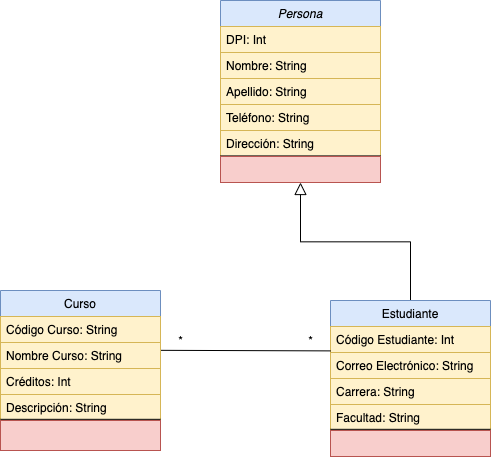 Persona
DPI: Int
Nombre: String
Apellido: String
Teléfono: String
Dirección: String
Curso
Código Curso: String
Nombre Curso: String
Créditos: Int
Descripción: String
*
*
Estudiante
Código Estudiante: Int
Correo Electrónico: String
Carrera: String
Facultad: String